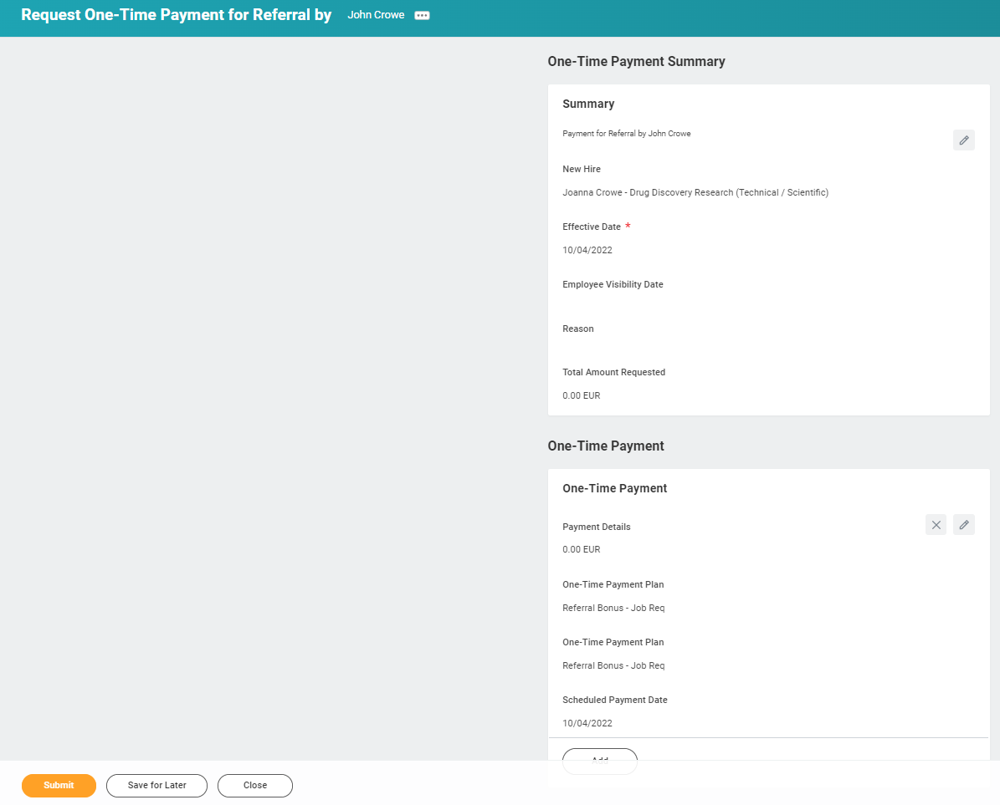 Request One-Time Payment for Referral by John Crowe
One-Time Payment Summary
Summary
Payment for Referral by John Crowe
New Hire
Joanna Crowe - Drug Discovery Research (Technical / Scientific)
Effective Date *
10/04/2022
Employee Visibility Date
Reason
Total Amount Requested
0.00 EUR
One-Time Payment
One-Time Payment
Payment Details
0.00 EUR
One-Time Payment Plan
Referral Bonus - Job Req
One-Time Payment Plan
Referral Bonus - Job Req
Scheduled Payment Date
10/04/2022
Add
Submit Save for Later Close